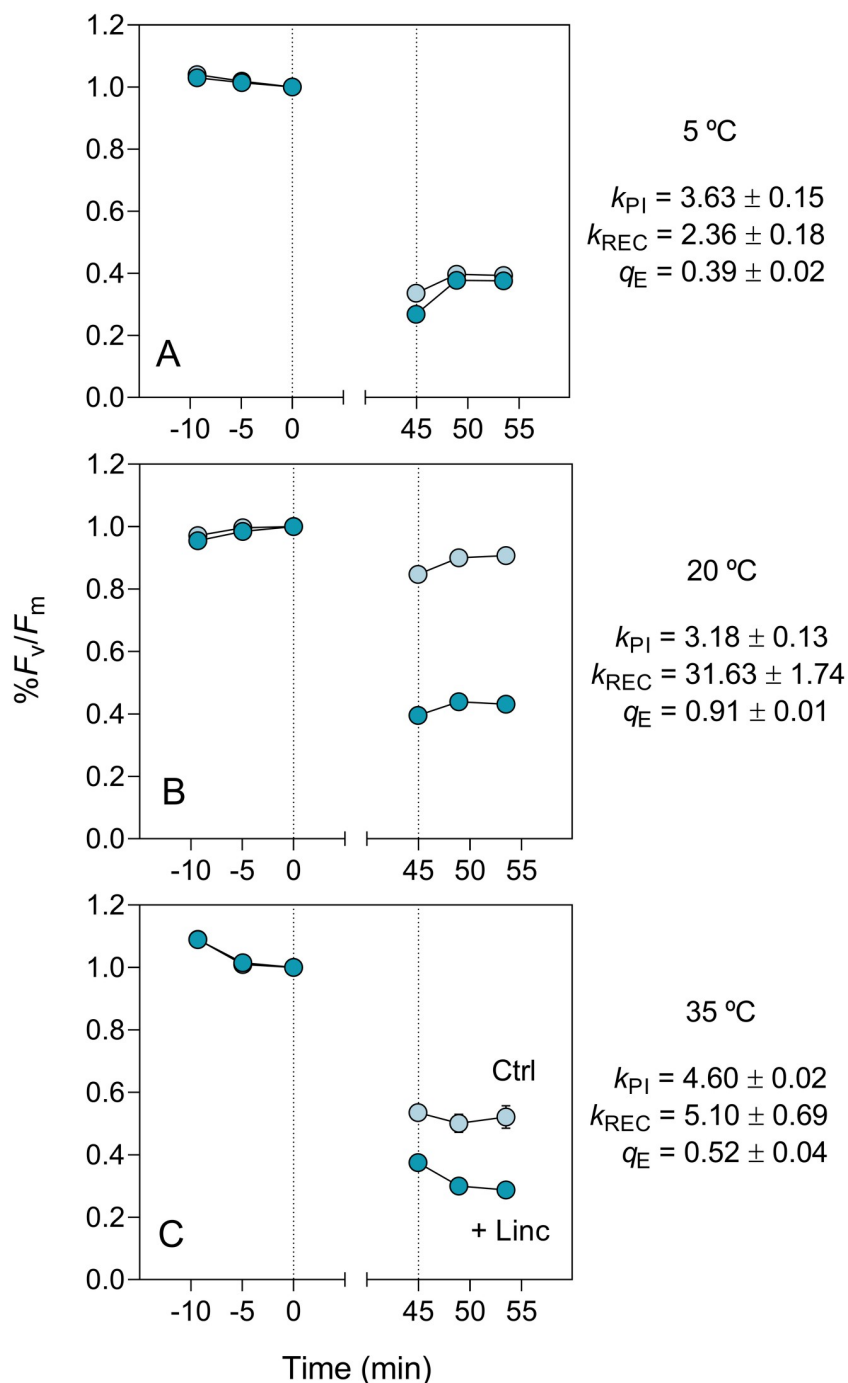 1.2
1.0
0.8
0.6
0.4
0.2
0.0
A
-10 -5 0 45 50 55
5 ºC
kPI = 3.63 ± 0.15
kREC = 2.36 ± 0.18
qE = 0.39 ± 0.02
%Fv/Fm
1.2
1.0
0.8
0.6
0.4
0.2
0.0
B
-10 -5 0 45 50 55
20 ºC
kPI = 3.18 ± 0.13
kREC = 31.63 ± 1.74
qE = 0.91 ± 0.01
1.2
1.0
0.8
0.6
0.4
0.2
0.0
Ctrl
+ Linc
C
-10 -5 0 45 50 55
35 ºC
kPI = 4.60 ± 0.02
kREC = 5.10 ± 0.69
qE = 0.52 ± 0.04
Time (min)